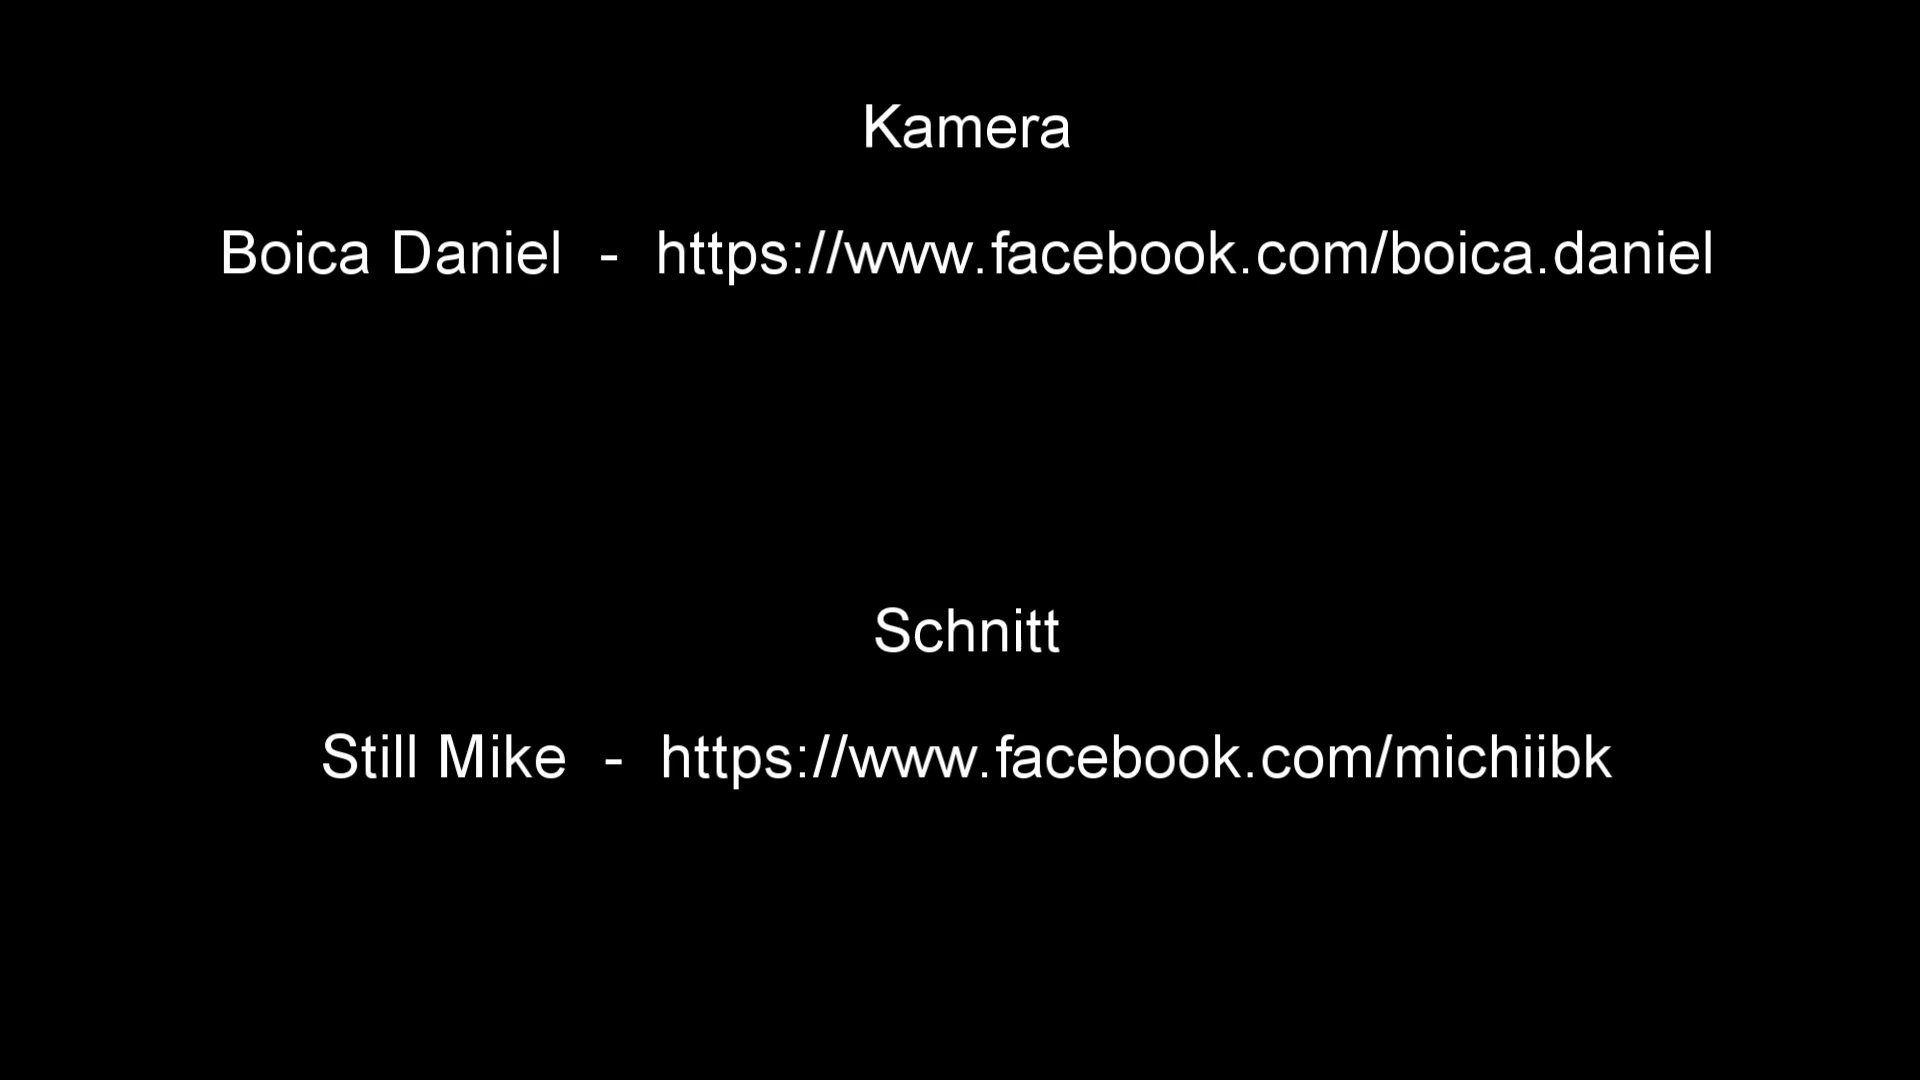 Kamera
Boica Daniel  -  https://www.facebook.com/boica.daniel
Schnitt
Still Mike  -  https://www.facebook.com/michiibk